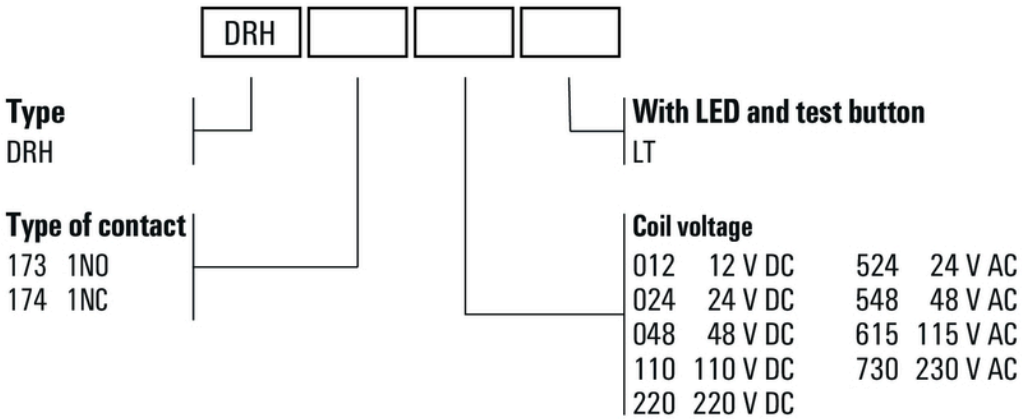 DRH
Type
DRH
With LED and test button
LT
Type of contact
173 1NO
174 1NC
Coil voltage
012 12 V DC 524 24 V AC
024 24 V DC 548 48 V AC
048 48 V DC 615 115 V AC
110 110 V DC 730 230 V AC
220 220 V DC